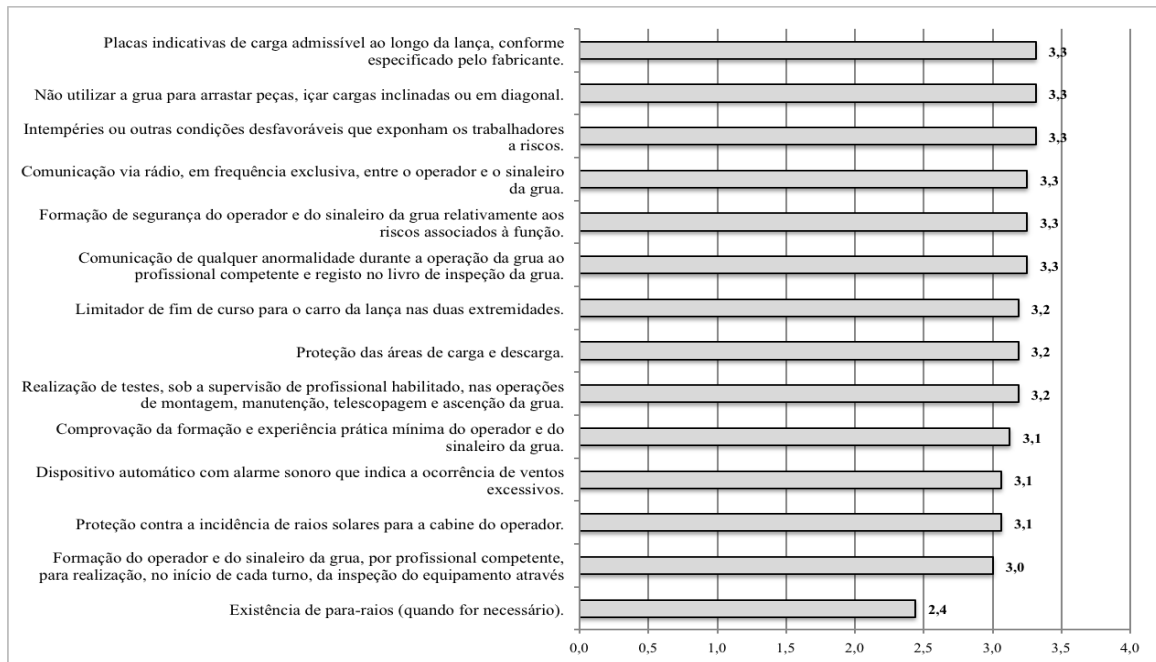 Placas indicativas de carga admissível ao longo da lança, conforme
especificado pelo fabricante.
3,3
Não utilizar a grua para arrastar peças, içar cargas inclinadas ou em diagonal.
3,3
Intempéries ou outras condições desfavoráveis que exponham os trabalhadores
a riscos.
3,3
Comunicação via rádio, em frequência exclusiva, entre o operador e o sinaleiro
da grua.
3,3
Formação de segurança do operador e do sinaleiro da grua relativamente aos
riscos associados à função.
3,3
Comunicação de qualquer anormalidade durante a operação da grua ao
profissional competente e registo no livro de inspeção da grua.
3,3
Limitador de fim de curso para o carro da lança nas duas extremidades.
3,2
Proteção das áreas de carga e descarga.
3,2
Realização de testes, sob a supervisão de profissional habilitado, nas operações
de montagem, manutenção, telescopagem e ascenção da grua.
3,2
Comprovação da formação e experiência prática mínima do operador e do
sinaleiro da grua.
3,1
Dispositivo automático com alarme sonoro que indica a ocorrência de ventos
excessivos.
3,1
Proteção contra a incidência de raios solares para a cabine do operador.
3,1
Formação do operador e do sinaleiro da grua, por profissional competente,
para realização, no início de cada turno, da inspeção do equipamento através
3,0
Existência de para-raios (quando for necessário).
2,4
0,0 0,5 1,0 1,5 2,0 2,5 3,0 3,5 4,0